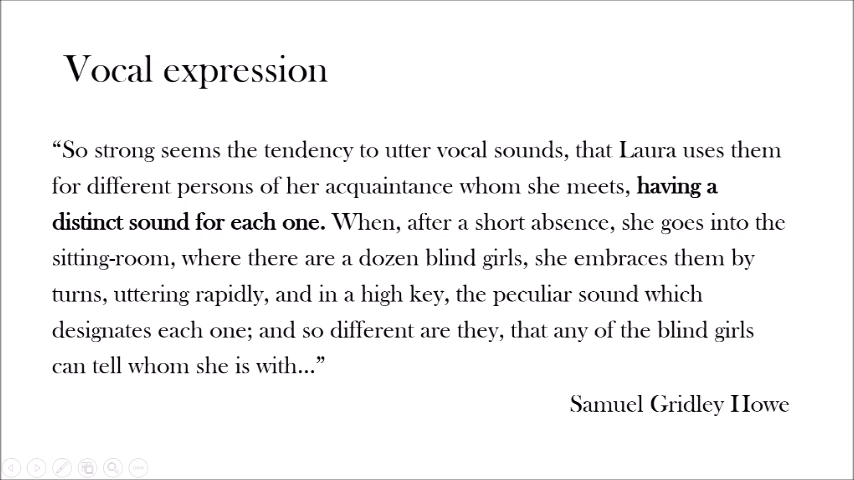 Vocal expression
“So strong seems the tendency to utter vocal sounds, that Laura uses them
for different persons of her acquaintance whom she meets, having a
distinct sound for each one. When, after a short absence, she goes into the
sitting-room, where there are a dozen blind girls, she embraces them by
turns, uttering rapidly, and in a high key, the peculiar sound which
designates each one; and so different are they, that any of the blind girls
can tell whom she is with...”
Samuel Gridley Howe